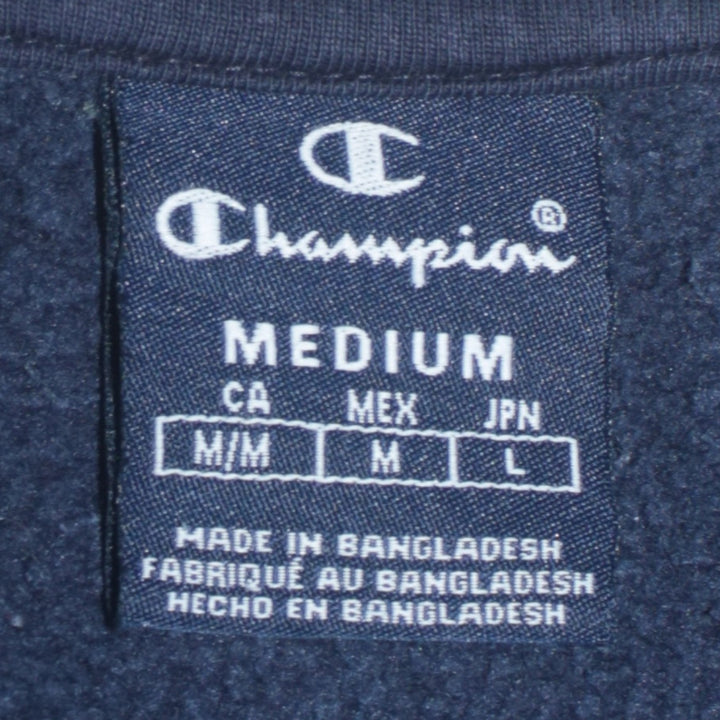 Champion®
MEDIUM
CA MEX JPN
M/M M L
MADE IN BANGLADESH
FABRIQUÉ AU BANGLADESH
HECHO EN BANGLADESH